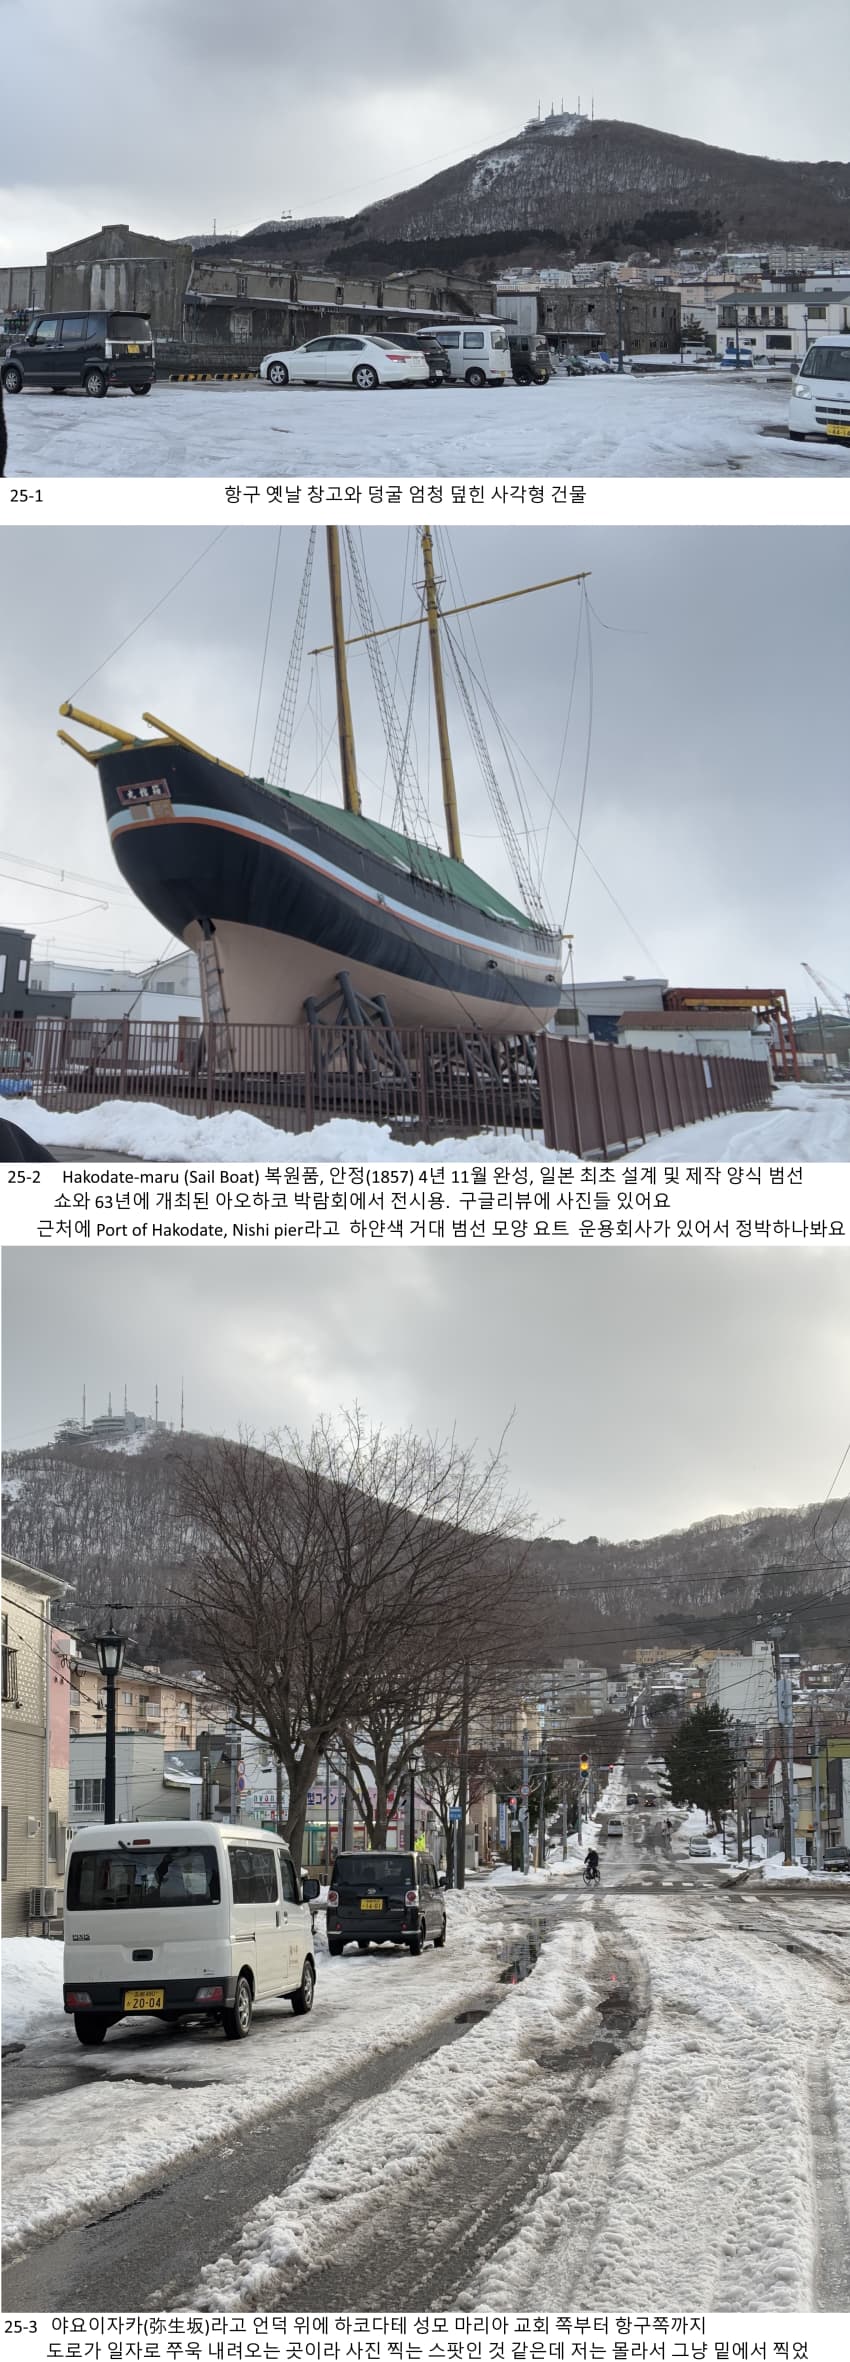 25-1 항구 옛날 창고와 덩굴 엄청 덮힌 사각형 건물
丸館箱
25-2 Hakodate-maru (Sail Boat) 복원품, 안정(1857) 4년 11월 완성, 일본 최초 설계 및 제작 양식 범선
쇼와 63년에 개최된 아오하코 박람회에서 전시용. 구글리뷰에 사진들 있어요
근처에 Port of Hakodate, Nishi pier라고 하얀색 거대 범선 모양 요트 운용회사가 있어서 정박하나봐요
20-04
25-3 야요이자카(弥生坂)라고 언덕 위에 하코다테 성모 마리아 교회 쪽부터 항구쪽까지
도로가 일자로 쭈욱 내려오는 곳이라 사진 찍는 스팟인 것 같은데 저는 몰라서 그냥 밑에서 찍었